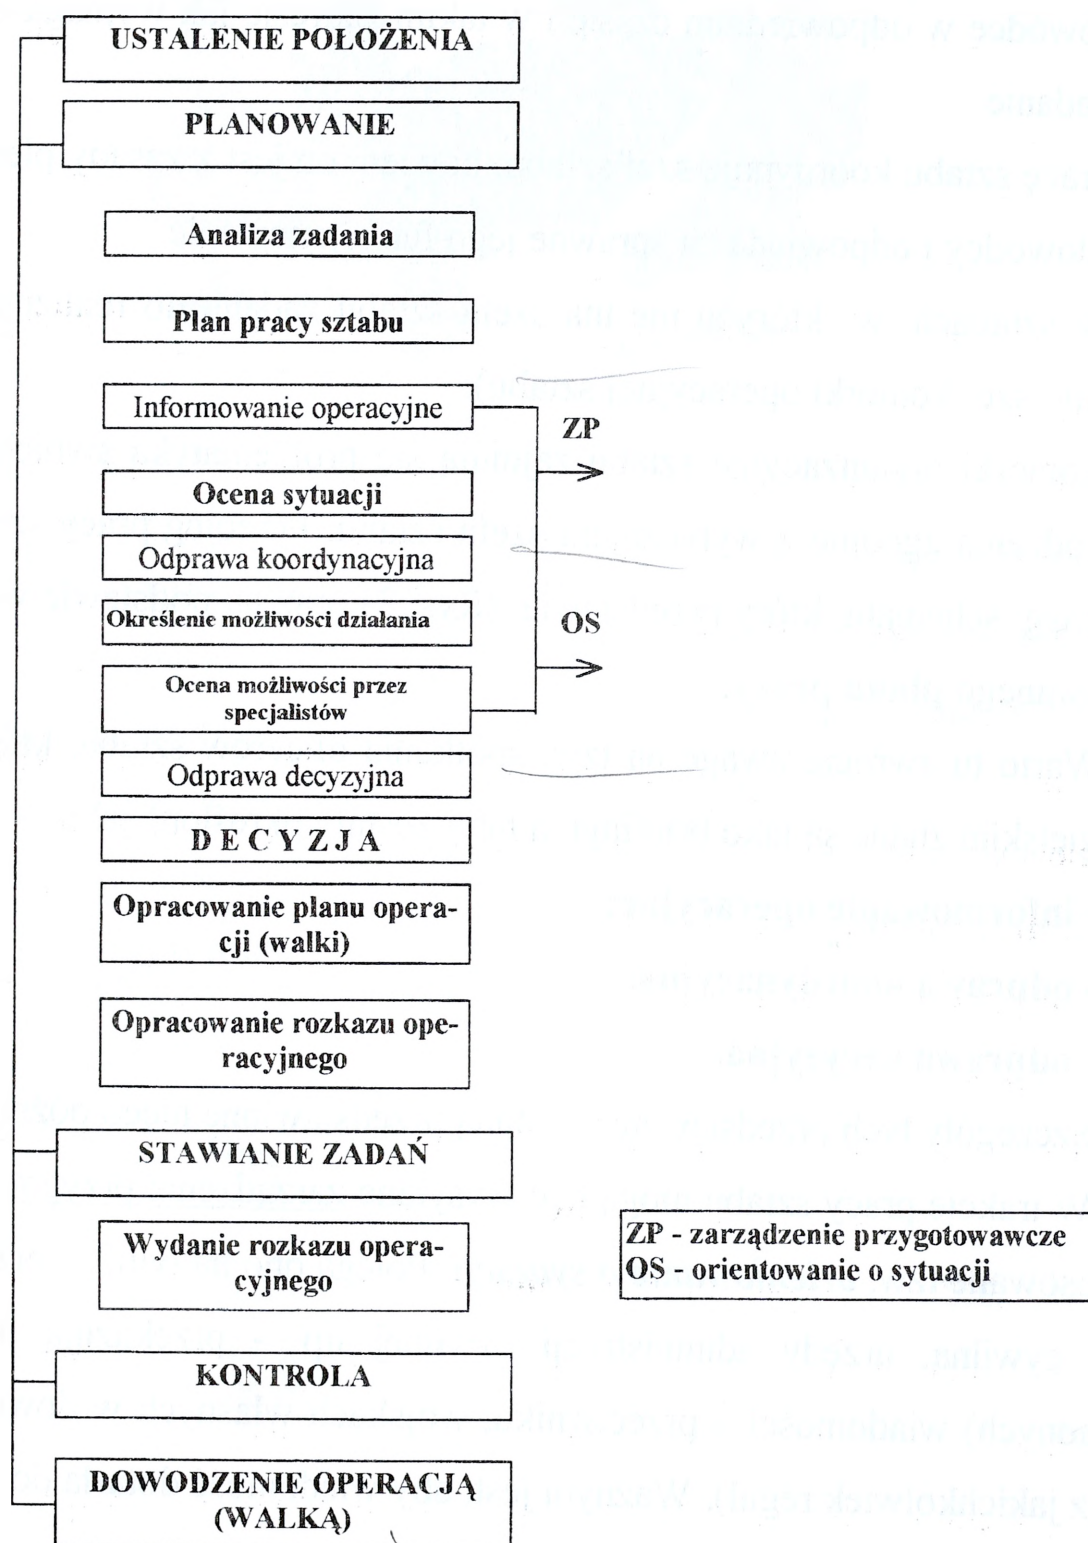 USTALENIE POŁOŻENIA
PLANOWANIE
Analiza zadania
Plan pracy sztabu
Informowanie operacyjne
ZP
Ocena sytuacji
Odprawa koordynacyjna
Określenie możliwości działania
OS
Ocena możliwości przez
specjalistów
Odprawa decyzyjna
D E C Y Z J A
Opracowanie planu opera-
cji (walki)
Opracowanie rozkazu ope-
racyjnego
STAWIANIE ZADAŃ
Wydanie rozkazu opera-
cyjnego
ZP - zarządzenie przygotowawcze
OS - orientowanie o sytuacji
KONTROLA
DOWODZENIE OPERACJĄ
(WALKĄ)